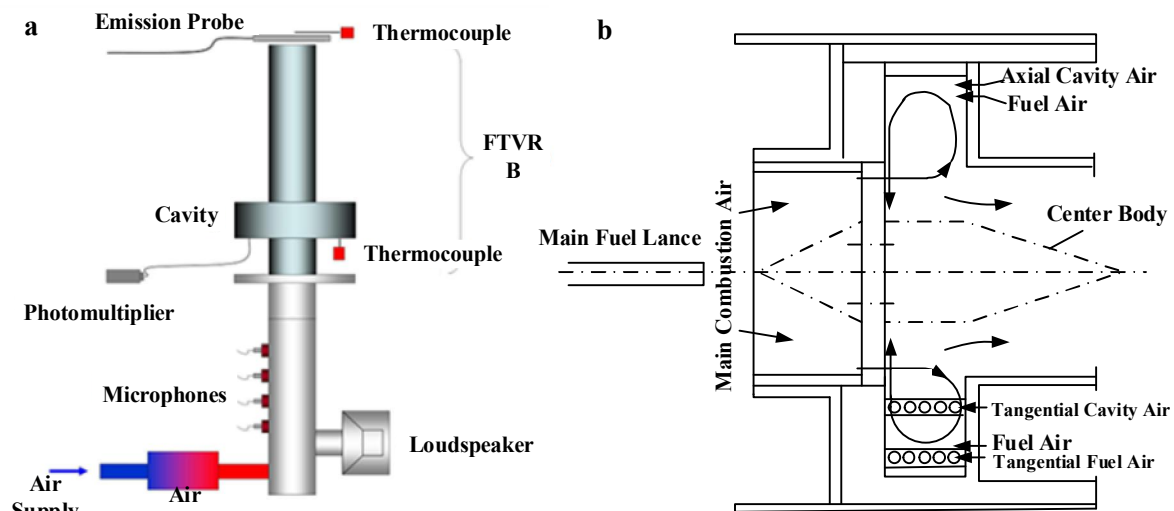 a
Emission Probe
Thermocouple
FTVR
B
Cavity
Thermocouple
Photomultiplier
Microphones
Loudspeaker
Air
Supply
Air
b
Axial Cavity Air
Fuel Air
Main Combustion Air
Center Body
Main Fuel Lance
Tangential Cavity Air
Fuel Air
Tangential Fuel Air